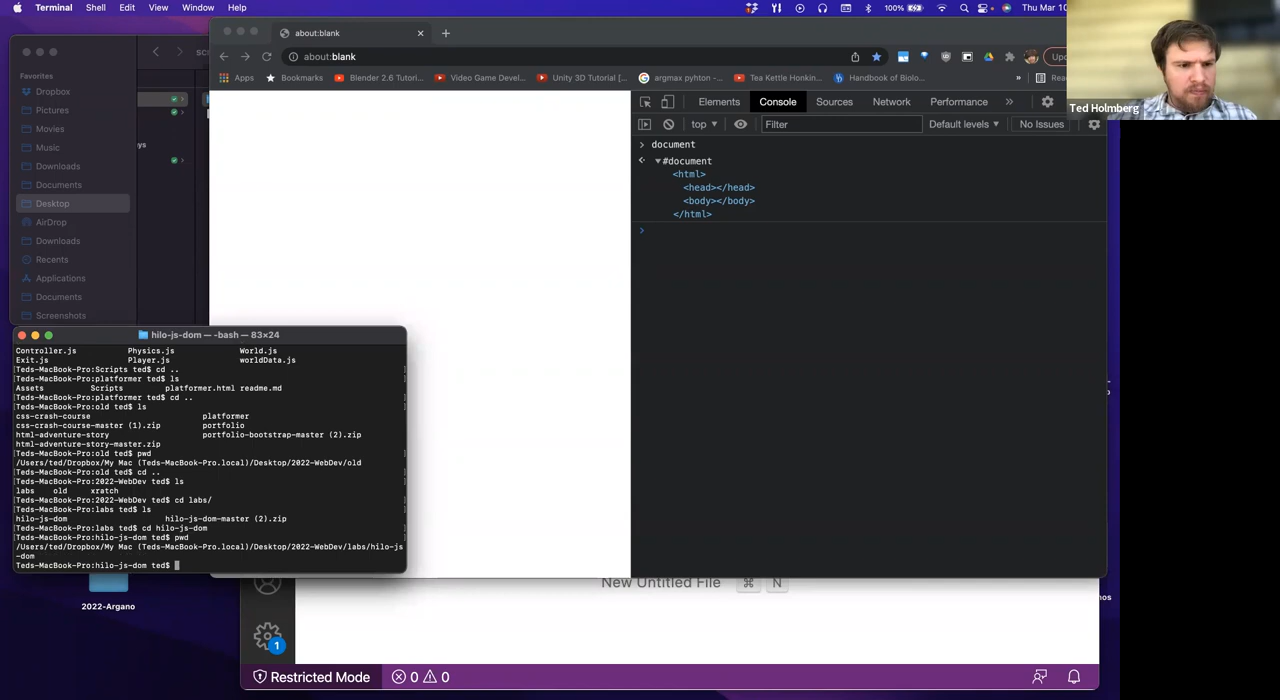 Terminal Shell Edit View Window Help
100%
Thu Mar 10
Ted Holmberg
Favorites
Dropbox
Pictures
Movies
Music
Downloads
Documents
Desktop
AirDrop
Downloads
Recents
Applications
Documents
Screenshots
about:blank
about:blank
Apps Bookmarks Blender 2.6 Tutori... Video Game Devel... Unity 3D Tutorial [... argmax pyhton -... Tea Kettle Honkin... Handbook of Biolo... »
Elements Console Sources Network Performance »
top Filter Default levels No Issues
document
#document
<html>
<head></head>
<body></body>
</html>
hilo-js-dom — -bash — 83×24
Controller.js Physics.js World.js
Exit.js Player.js worldData.js
[Teds-MacBook-Pro:Scripts ted$ cd ..
[Teds-MacBook-Pro:platformer ted$ ls
Assets Scripts platformer.html readme.md
[Teds-MacBook-Pro:platformer ted$ cd ..
[Teds-MacBook-Pro:old ted$ ls
css-crash-course platformer
css-crash-course-master (1).zip portfolio
html-adventure-story portfolio-bootstrap-master (2).zip
html-adventure-story-master.zip
[Teds-MacBook-Pro:old ted$ pwd
/Users/ted/Dropbox/My Mac (Teds-MacBook-Pro.local)/Desktop/2022-WebDev/old
[Teds-MacBook-Pro:old ted$ cd ..
[Teds-MacBook-Pro:2022-WebDev ted$ ls
labs old xratch
[Teds-MacBook-Pro:2022-WebDev ted$ cd labs/
[Teds-MacBook-Pro:labs ted$ ls
hilo-js-dom hilo-js-dom-master (2).zip
[Teds-MacBook-Pro:labs ted$ cd hilo-js-dom
[Teds-MacBook-Pro:hilo-js-dom ted$ pwd
/Users/ted/Dropbox/My Mac (Teds-MacBook-Pro.local)/Desktop/2022-WebDev/labs/hilo-js
-dom
Teds-MacBook-Pro:hilo-js-dom ted$
2022-Argano
New Untitled File ⌘ N
1
Restricted Mode 0 0